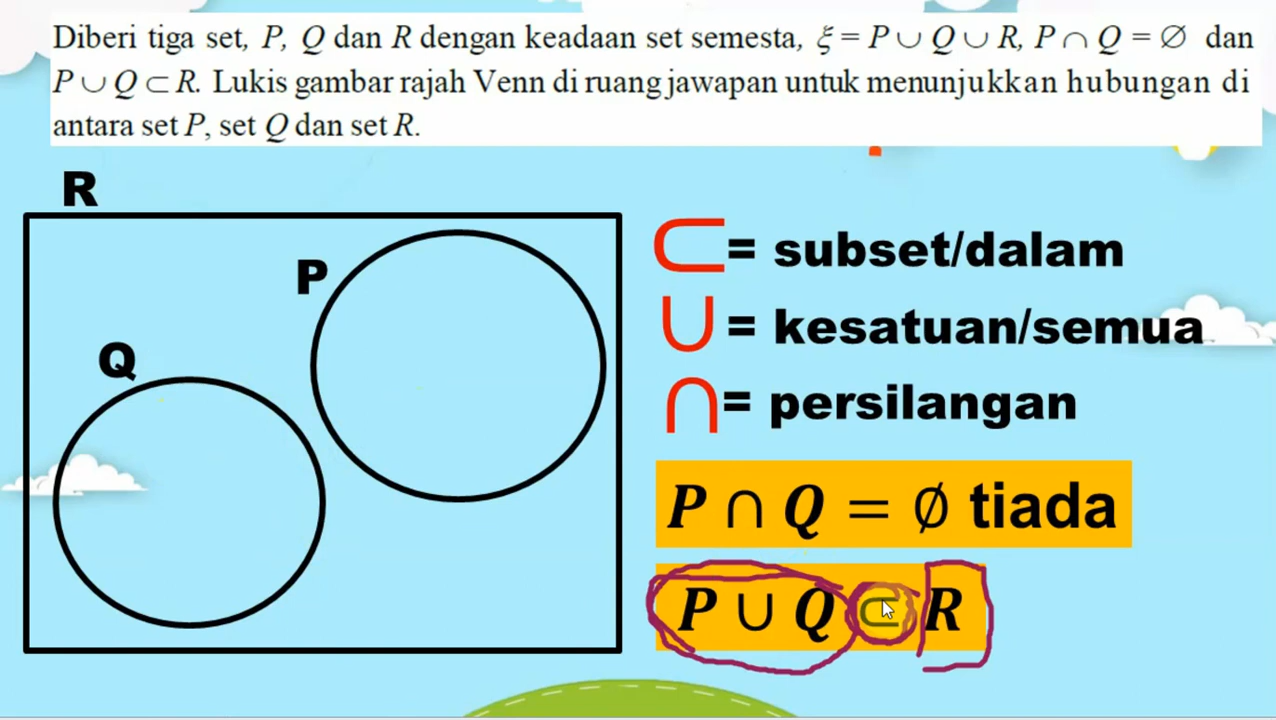 Diberi tiga set, P, Q dan R dengan keadaan set semesta, ξ = P ∪ Q ∪ R, P ∩ Q = ∅ dan
P ∪ Q ⊂ R. Lukis gambar rajah Venn di ruang jawapan untuk menunjukkan hubungan di
antara set P, set Q dan set R.
R
P
Q
⊂= subset/dalam
∪ = kesatuan/semua
∩= persilangan
P ∩ Q = ∅ tiada
P ∪ Q ⊂ R